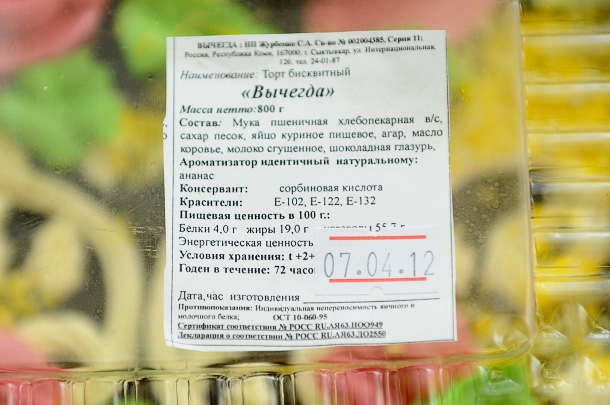 ВЫЧЕГДА: ИП Журбенко С.А. Св-во № 002004385, Серия 11;
Россия, Республика Коми, 167000, г. Сыктывкар, ул. Интернациональная,
126, тел. 24-01-87
Наименование: Торт бисквитный
«Вычегда»
Масса нетто: 800 г
Состав: Мука пшеничная хлебопекарная в/с,
сахар песок, яйцо куриное пищевое, агар, масло
коровье, молоко сгущенное, шоколадная глазурь,
Ароматизатор идентичный натуральному:
ананас
Консервант: сорбиновая кислота
Красители: Е-102, Е-122, Е-132
Пищевая ценность в 100 г.:
Белки 4,0 г жиры 19,0 г
Энергетическая ценность
Условия хранения: t +2+
Годен в течение: 72 часо
07.04.12
Дата,час изготовления
Противопоказания: Индивидуальная непереносимость яичного и
молочного белка; ОСТ 10-060-95
Сертификат соответствия № РОСС RU.АЯ63.НОО949
Декларация о соответствии № РОСС RU.АЯ63.ДО2550